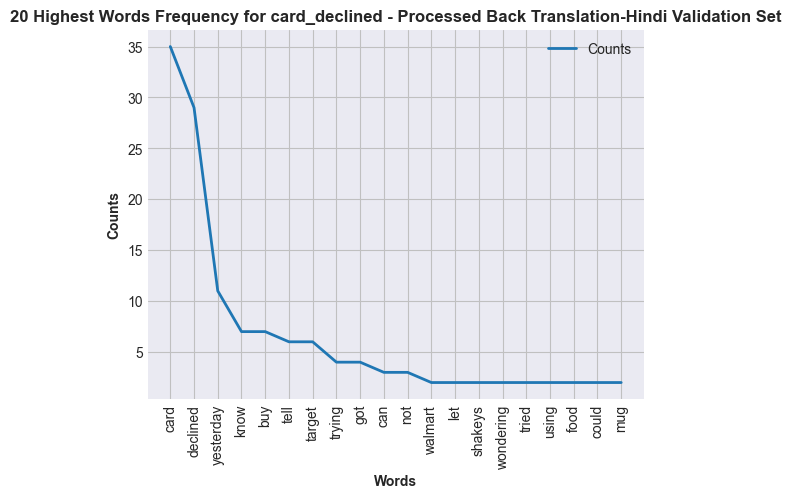 20 Highest Words Frequency for card_declined - Processed Back Translation-Hindi Validation Set
Counts
35
30
25
20
15
10
5
Counts
card
declined
yesterday
know
buy
tell
target
trying
got
can
not
walmart
let
shakeys
wondering
tried
using
food
could
mug
Words